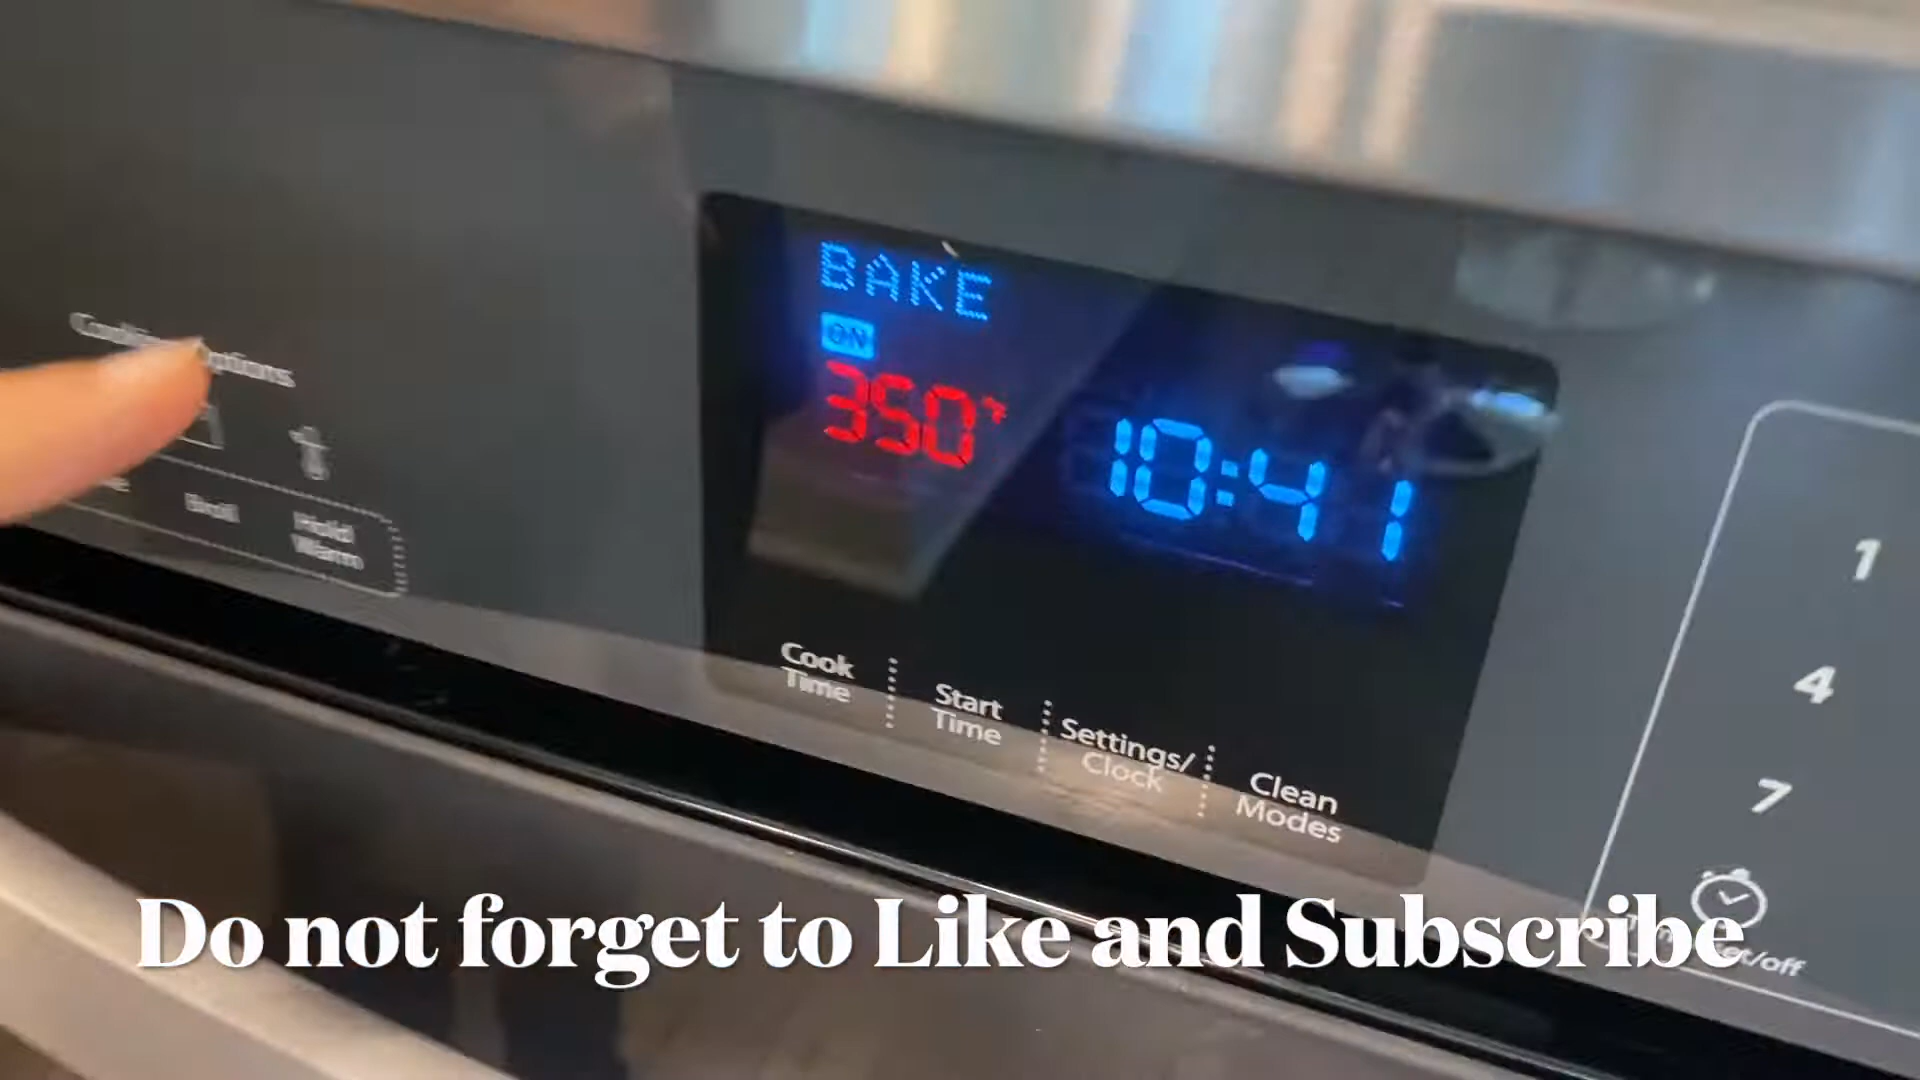 BAKE
ON
350°
10:41
Options
Broil
Hold
Warm
Cook
Time
Start
Time
Settings/
Clock
Clean
Modes
1
4
7
Do not forget to Like and Subscribe